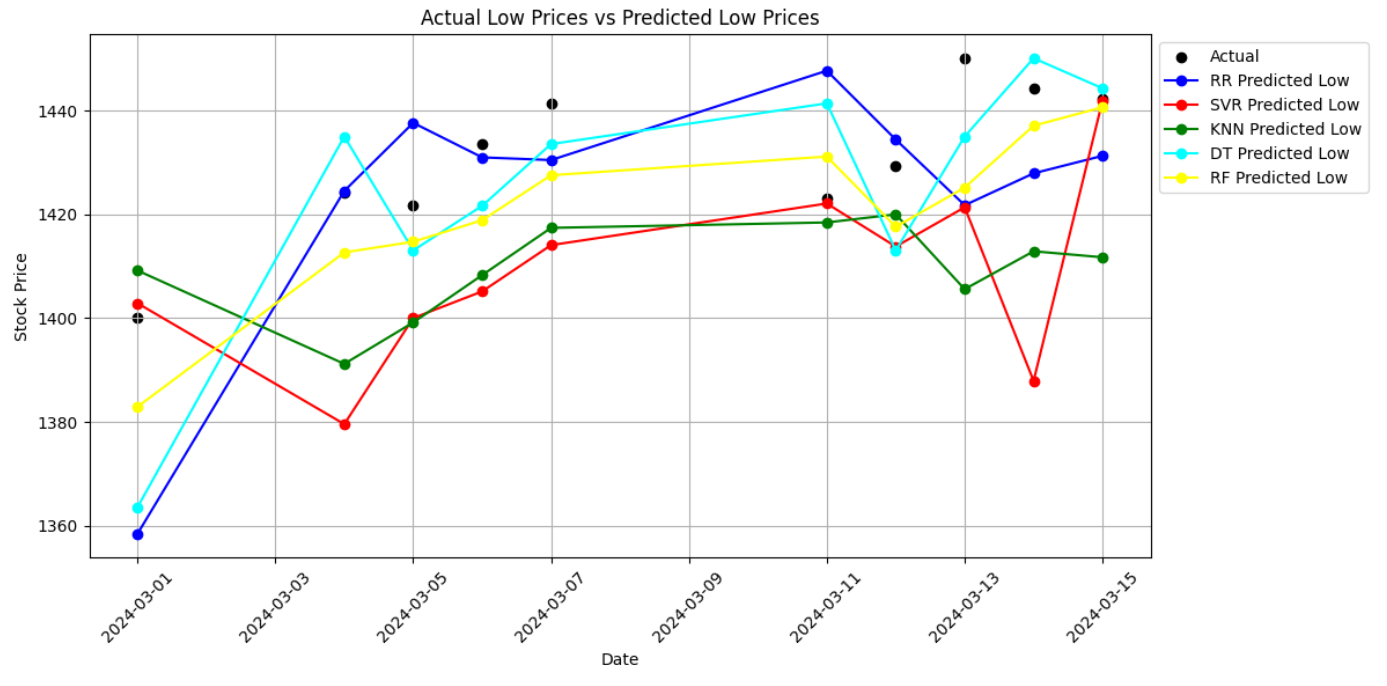 Actual Low Prices vs Predicted Low Prices
Actual
RR Predicted Low
SVR Predicted Low
KNN Predicted Low
DT Predicted Low
RF Predicted Low
Stock Price
1440
1420
1400
1380
1360
2024-03-01
2024-03-03
2024-03-05
2024-03-07
2024-03-09
2024-03-11
2024-03-13
2024-03-15
Date